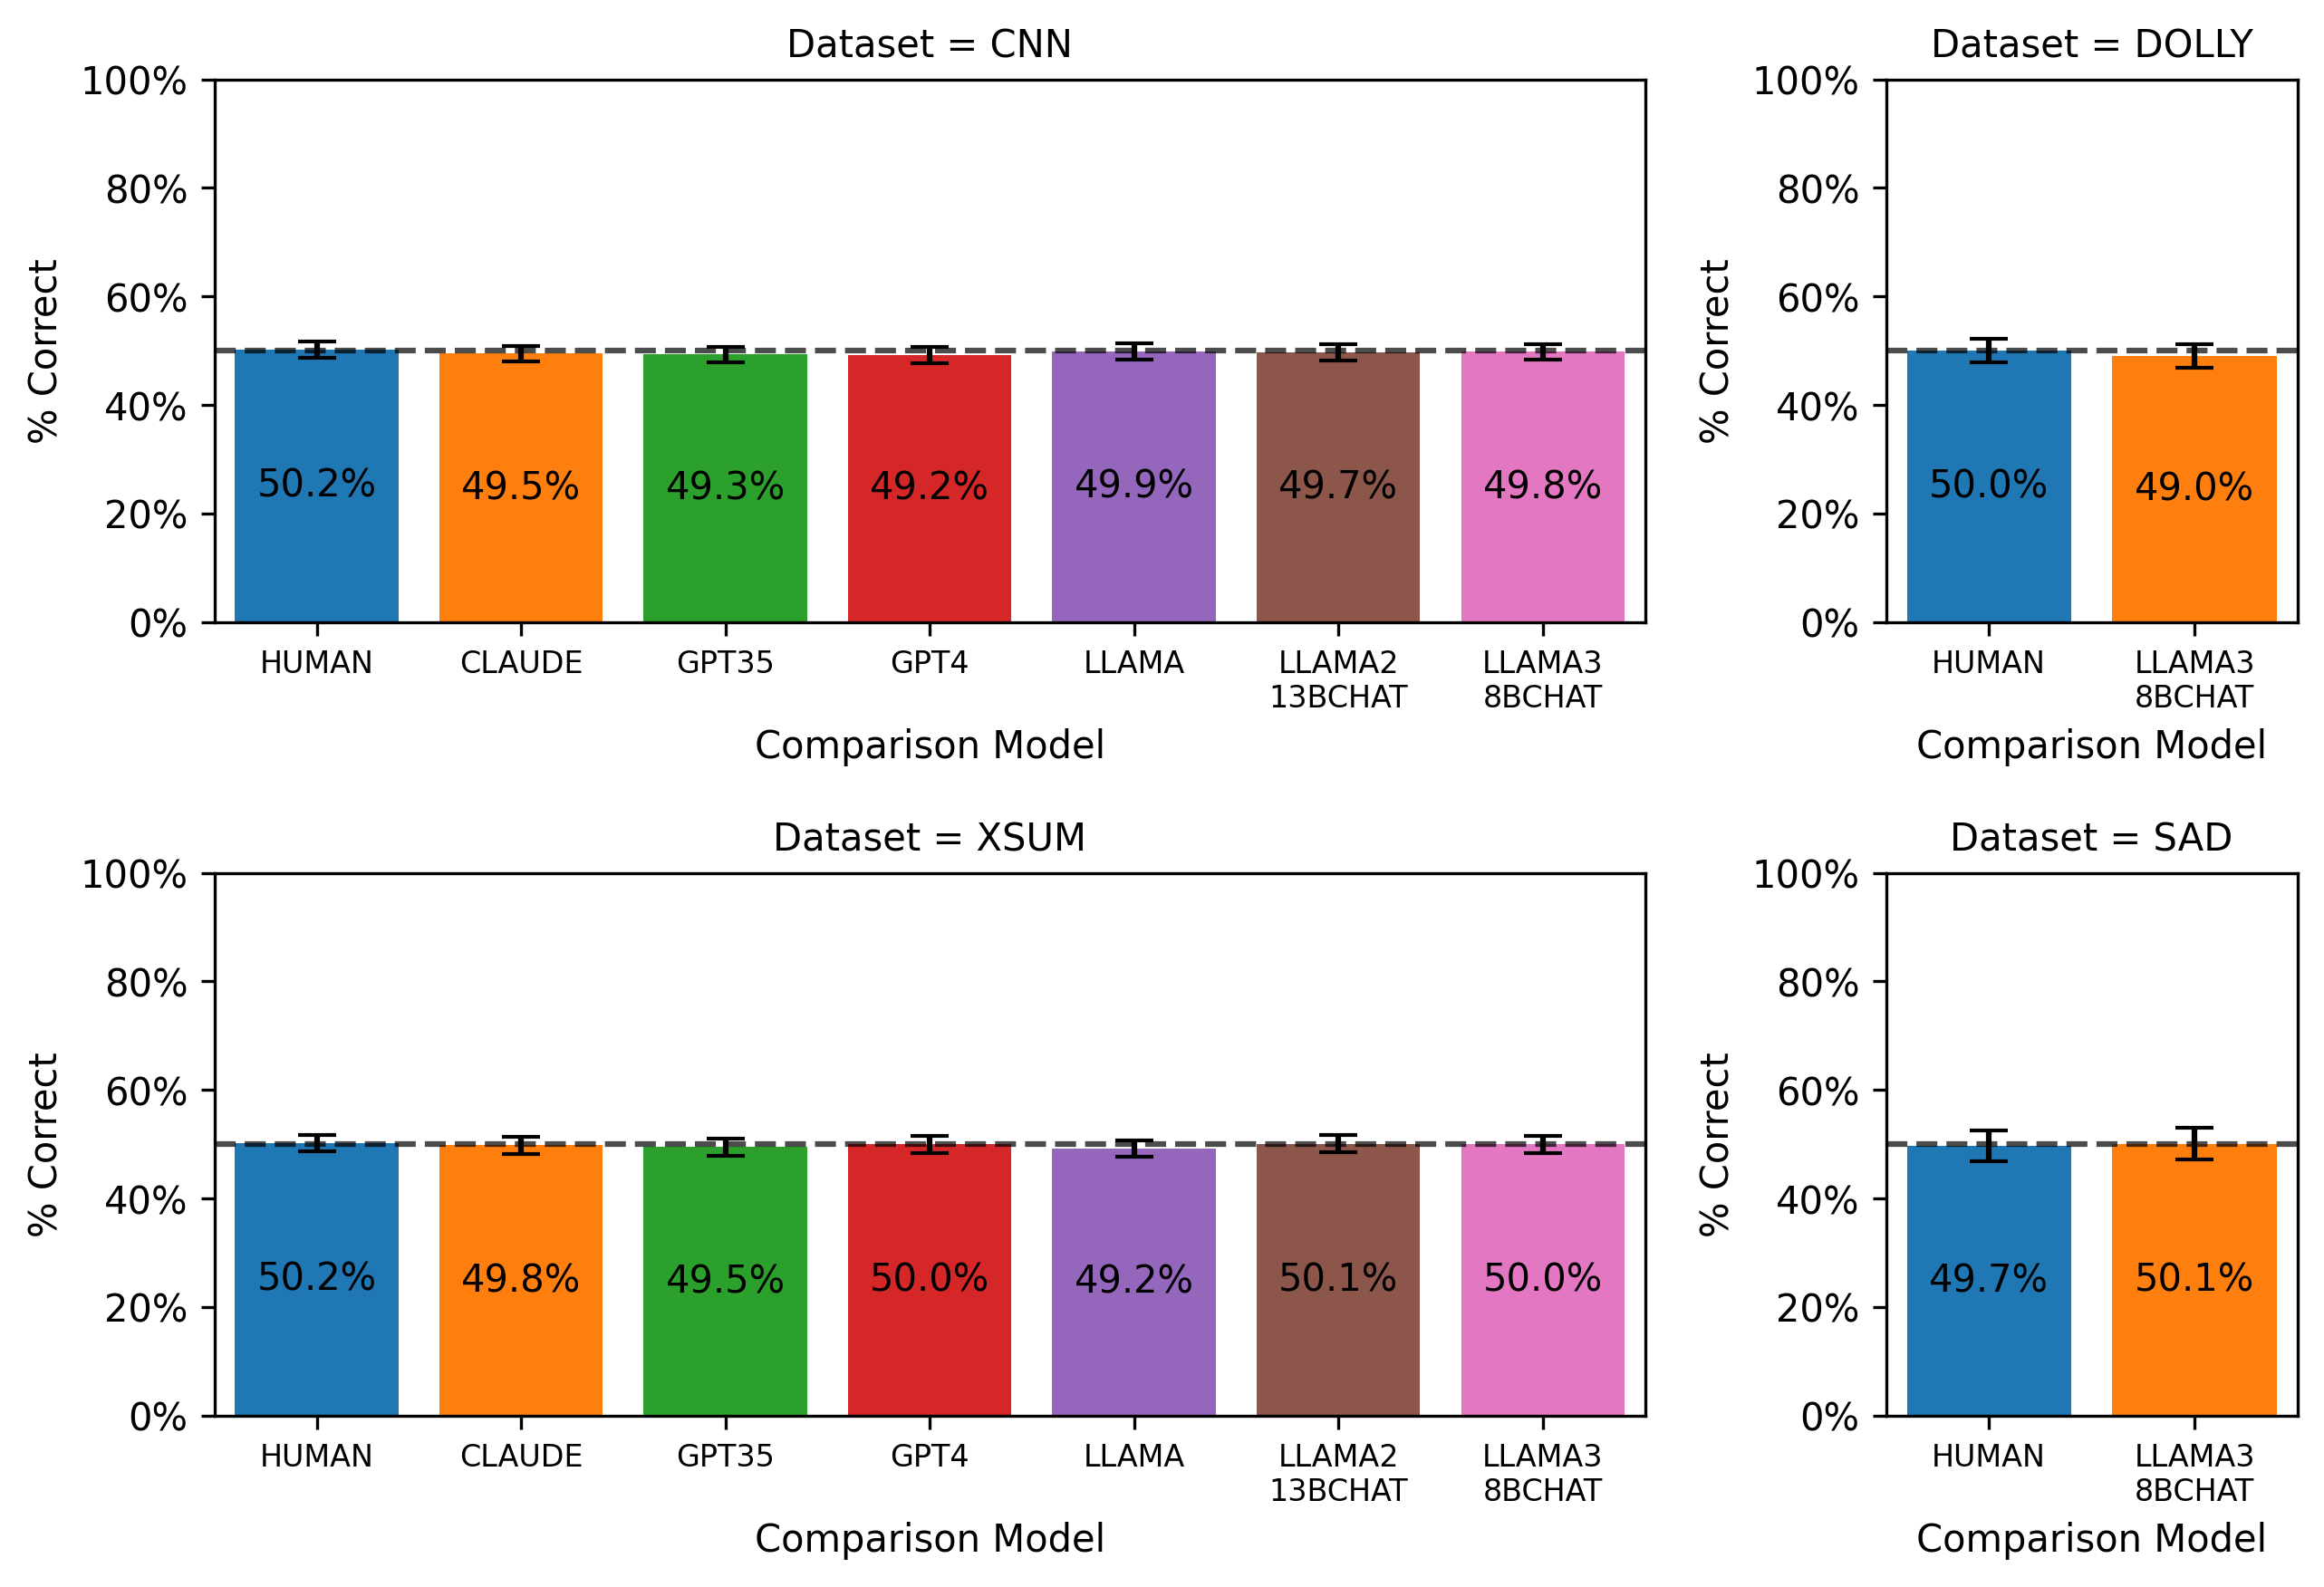 Dataset = CNN
% Correct
100%
80%
60%
40%
20%
0%
50.2%
49.5%
49.3%
49.2%
49.9%
49.7%
49.8%
HUMAN
CLAUDE
GPT35
GPT4
LLAMA
LLAMA2
13BCHAT
LLAMA3
8BCHAT
Comparison Model
Dataset = DOLLY
% Correct
100%
80%
60%
40%
20%
0%
50.0%
49.0%
HUMAN
LLAMA3
8BCHAT
Comparison Model
Dataset = XSUM
% Correct
100%
80%
60%
40%
20%
0%
50.2%
49.8%
49.5%
50.0%
49.2%
50.1%
50.0%
HUMAN
CLAUDE
GPT35
GPT4
LLAMA
LLAMA2
13BCHAT
LLAMA3
8BCHAT
Comparison Model
Dataset = SAD
% Correct
100%
80%
60%
40%
20%
0%
49.7%
50.1%
HUMAN
LLAMA3
8BCHAT
Comparison Model